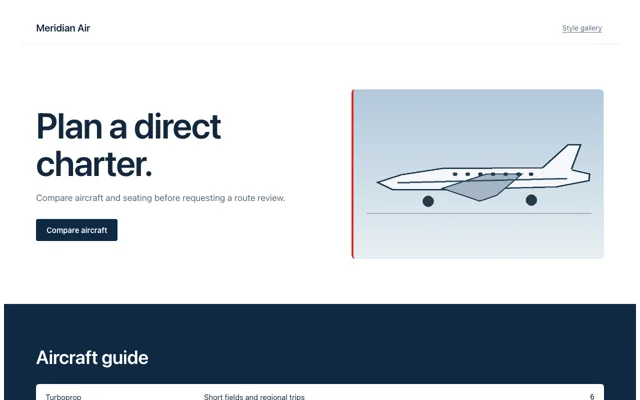 Meridian Air
Style gallery
Plan a direct
charter.
Compare aircraft and seating before requesting a route review.
Compare aircraft
Aircraft guide
Turboprop
Short fields and regional trips
6